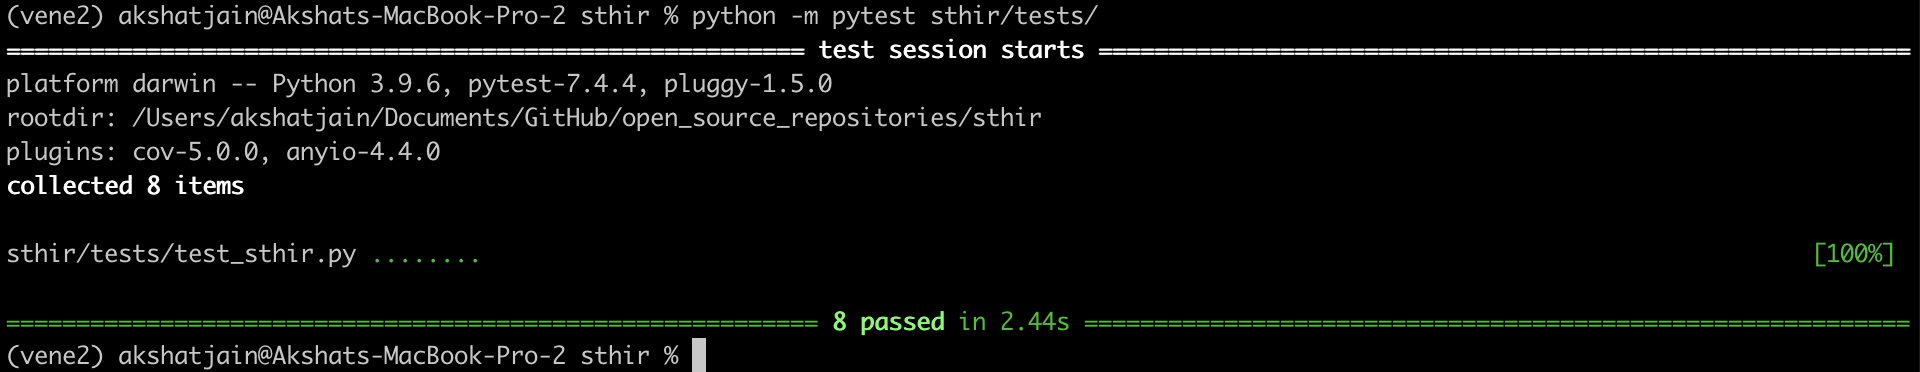 (vene2) akshatjain@Akshats-MacBook-Pro-2 sthir % python -m pytest sthir/tests/
========================================================= test session starts ==========================================================
platform darwin -- Python 3.9.6, pytest-7.4.4, pluggy-1.5.0
rootdir: /Users/akshatjain/Documents/GitHub/open_source_repositories/sthir
plugins: cov-5.0.0, anyio-4.4.0
collected 8 items
sthir/tests/test_sthir.py ........ [100%]
========================================================== 8 passed in 2.44s ===========================================================
(vene2) akshatjain@Akshats-MacBook-Pro-2 sthir %